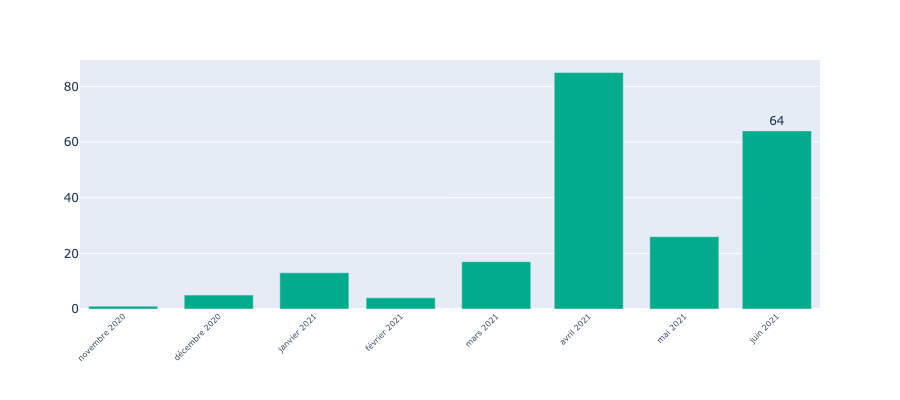 80
60
40
20
0
64
novembre 2020
décembre 2020
janvier 2021
février 2021
mars 2021
avril 2021
mai 2021
juin 2021